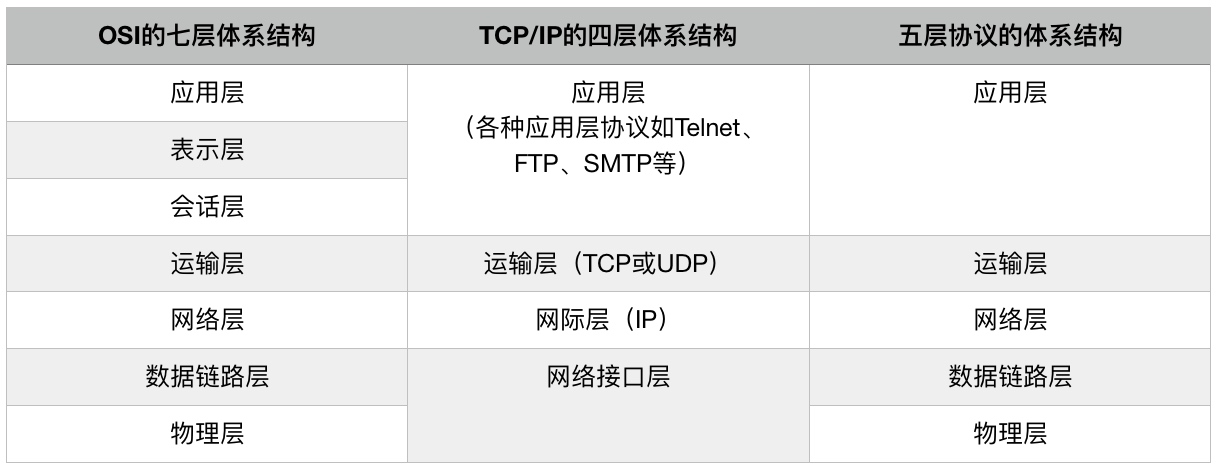 OSI的七层体系结构 TCP/IP的四层体系结构 五层协议的体系结构
应用层 应用层 应用层
（各种应用层协议如Telnet、
FTP、SMTP等）
表示层
会话层
运输层 运输层（TCP或UDP） 运输层
网络层 网际层（IP） 网络层
数据链路层 网络接口层 数据链路层
物理层 物理层